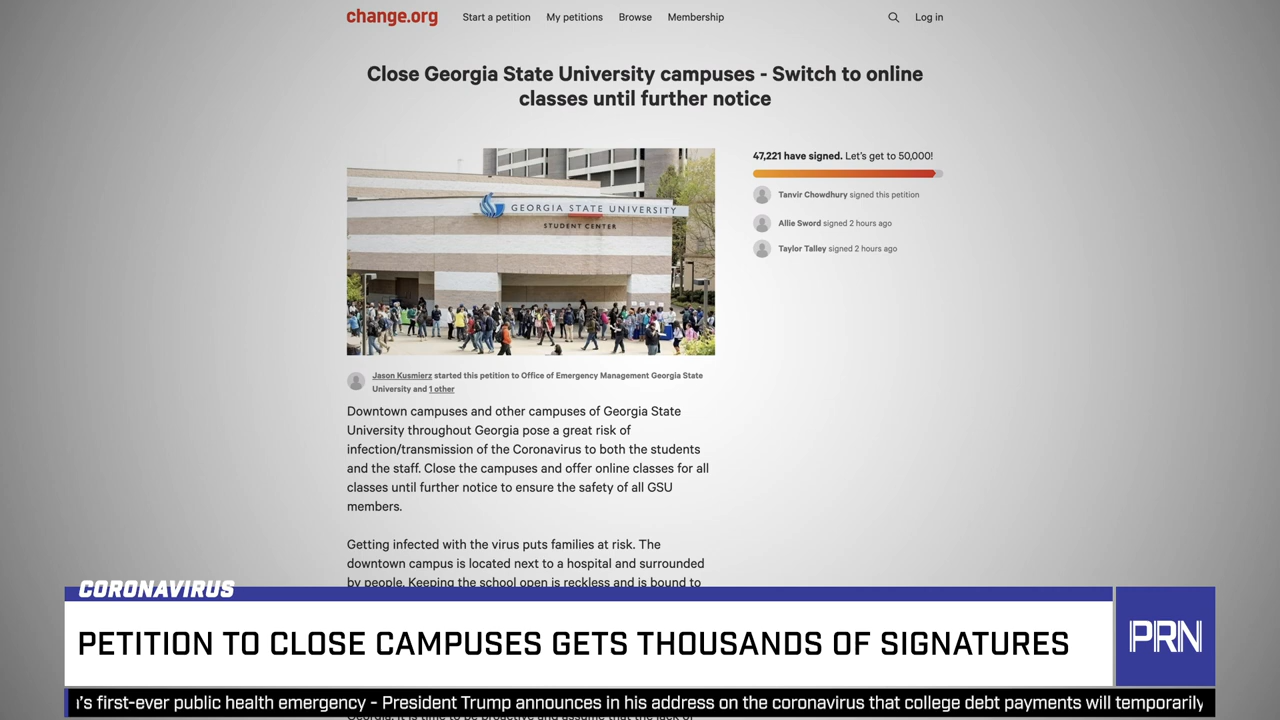 change.org
Start a petition
My petitions
Browse
Membership
Log in
Close Georgia State University campuses - Switch to online
classes until further notice
GEORGIA STATE UNIVERSITY
STUDENT CENTER
47,221 have signed. Let's get to 50,000!
Tanvir Chowdhury signed this petition
Allie Sword signed 2 hours ago
Taylor Talley signed 2 hours ago
Jason Kusmierz started this petition to Office of Emergency Management Georgia State
University and 1 other
Downtown campuses and other campuses of Georgia State
University throughout Georgia pose a great risk of
infection/transmission of the Coronavirus to both the students
and the staff. Close the campuses and offer online classes for all
classes until further notice to ensure the safety of all GSU
members.
Getting infected with the virus puts families at risk. The
downtown campus is located next to a hospital and surrounded
by people. Keeping the school open is reckless and is bound to
CORONAVIRUS
PETITION TO CLOSE CAMPUSES GETS THOUSANDS OF SIGNATURES
PRN
's first-ever public health emergency - President Trump announces in his address on the coronavirus that college debt payments will temporarily